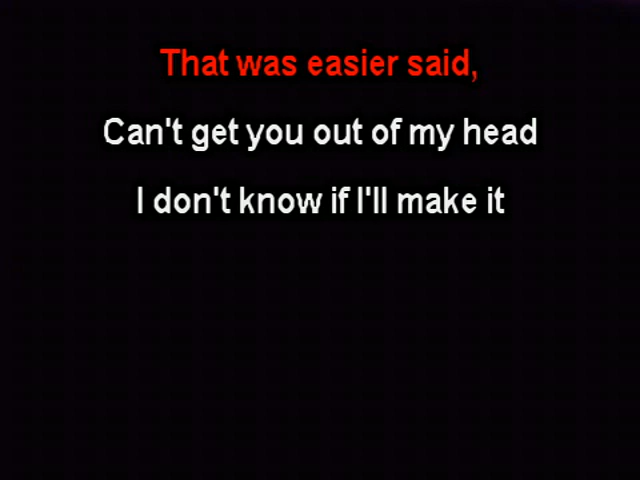 That was easier said,
Can't get you out of my head
I don't know if I'll make it